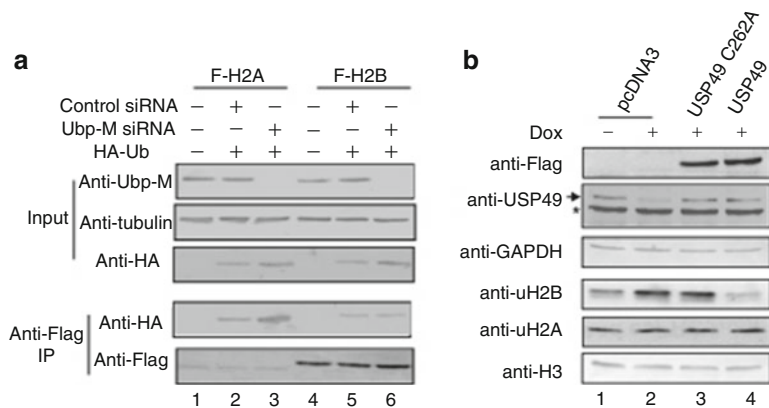 a
F-H2A F-H2B
Control siRNA – + – – + –
Ubp-M siRNA – – + – – +
HA-Ub – + + – + +
Input
Anti-Ubp-M
Anti-tubulin
Anti-HA
Anti-Flag IP
Anti-HA
Anti-Flag
1 2 3 4 5 6
b
pcDNA3 USP49 C262A USP49
Dox – + + +
anti-Flag
anti-USP49
*
anti-GAPDH
anti-uH2B
anti-uH2A
anti-H3
1 2 3 4